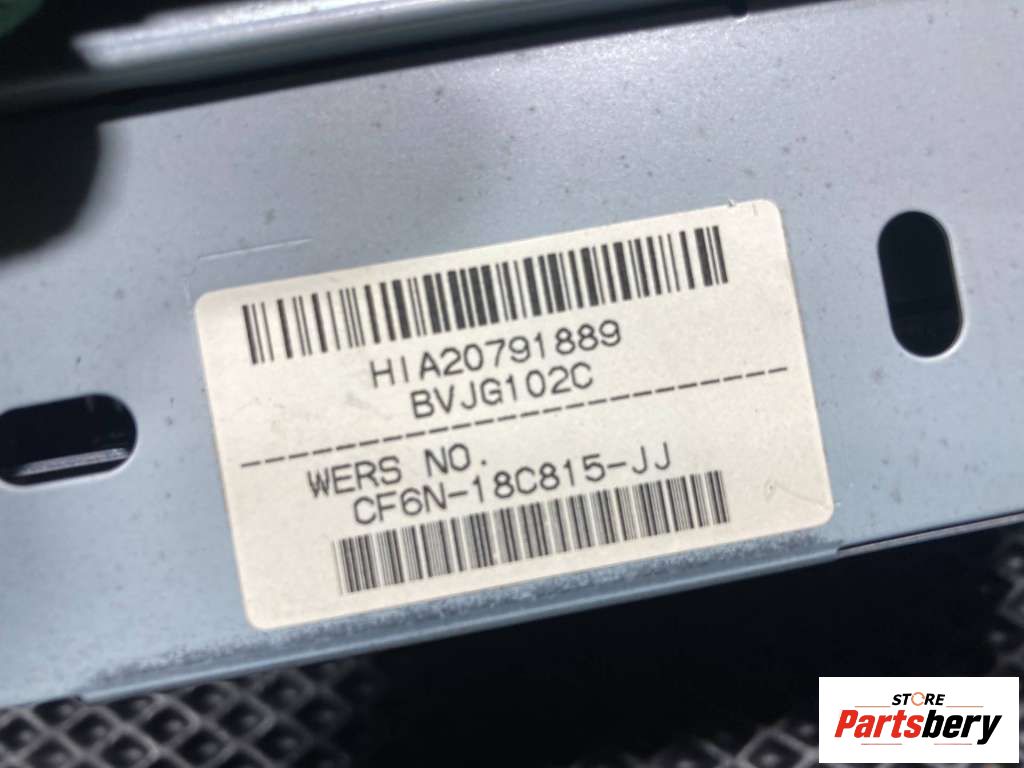 HIA20791889
BVJG102C
WERS NO.
CF6N-18C815-JJ
STORE
Partsbery